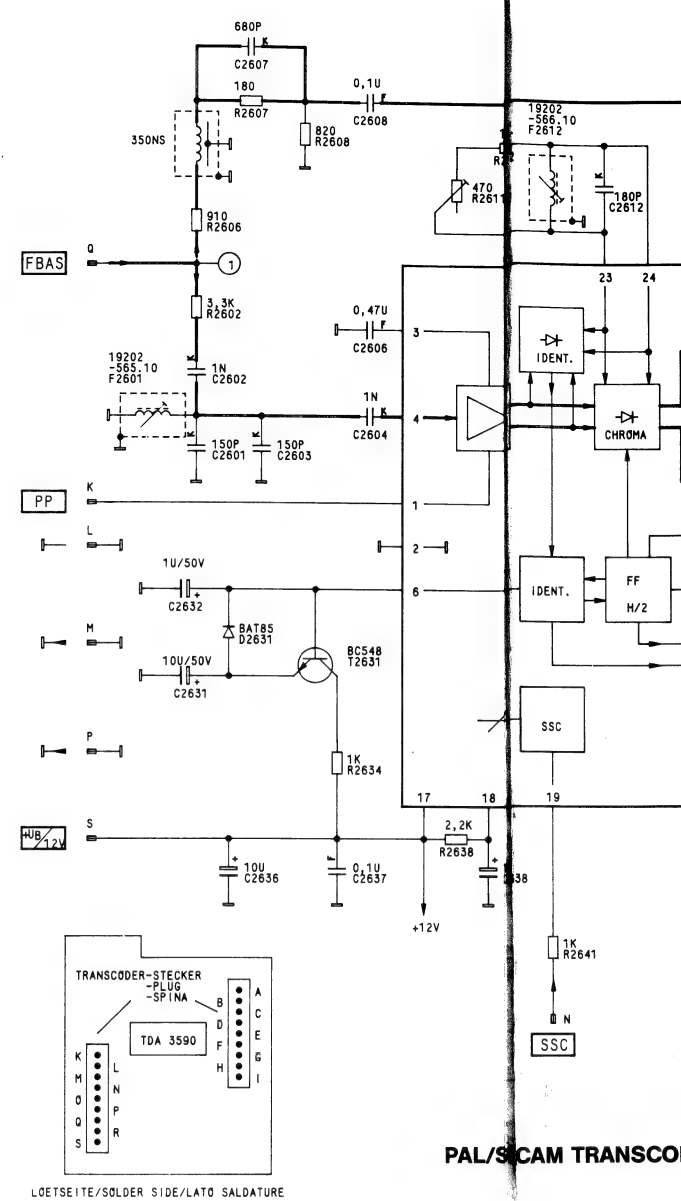 680P
C2607
180
R2607
0,1U
C2608
820
R2608
350NS
19202
-566.10
F2612
470
R2611
180P
C2612
910
R2606
FBAS
Q
1
23
24
3,3K
R2602
0,47U
C2606
3
IDENT.
19202
-565.10
F2601
1N
C2602
1N
C2604
4
CHROMA
150P
C2601
150P
C2603
K
PP
1
L
2
1U/50V
C2632
6
IDENT.
FF
H/2
BAT85
D2631
M
BC548
T2631
10U/50V
C2631
SSC
P
1K
R2634
17
18
19
+UB/12V
S
2,2K
R2638
10U
C2636
0,1U
C2637
+12V
1K
R2641
N
SSC
TRANSCODER-STECKER
-PLUG
-SPINA
TDA 3590
A
B
C
D
E
F
G
H
I
K
L
M
N
O
P
Q
R
S
LOETSEITE/SOLDER SIDE/LATO SALDATURE